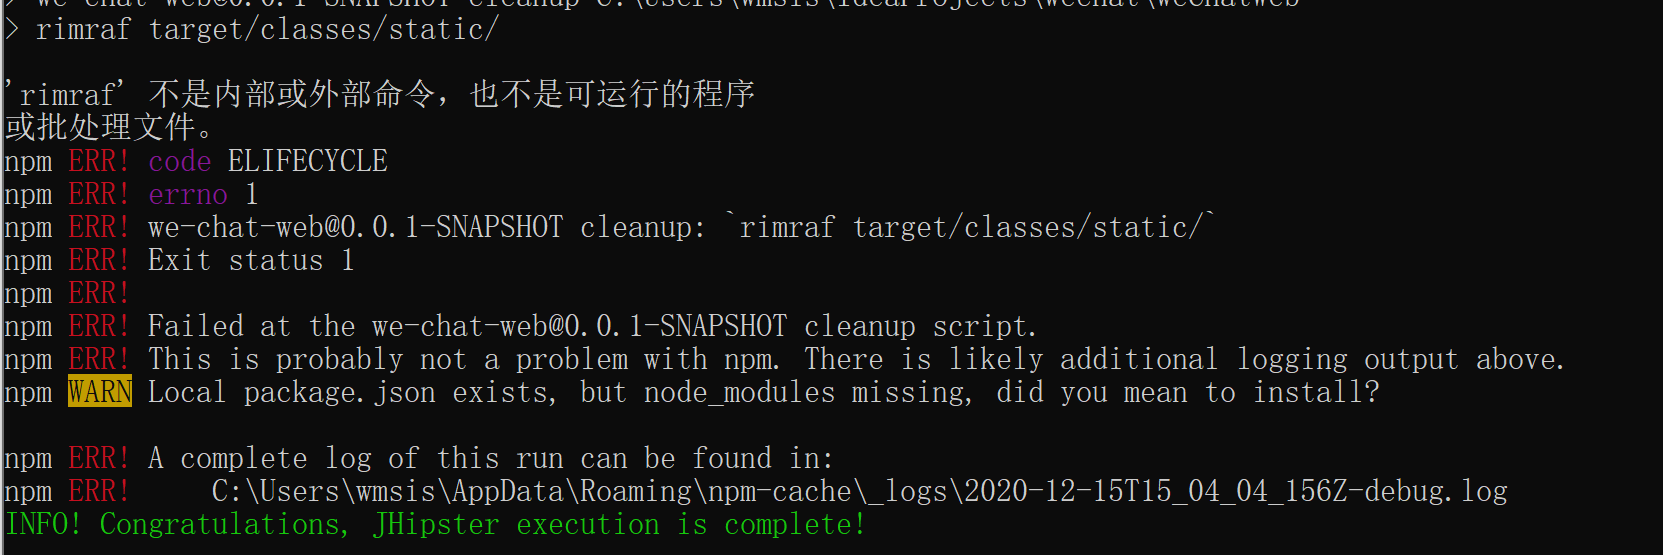 > we-chat-web@0.0.1-SNAPSHOT cleanup C:\Users\wmsis\IdeaProjects\wechat\weChatWeb
> rimraf target/classes/static/
'rimraf' 不是内部或外部命令，也不是可运行的程序
或批处理文件。
npm ERR! code ELIFECYCLE
npm ERR! errno 1
npm ERR! we-chat-web@0.0.1-SNAPSHOT cleanup: `rimraf target/classes/static/`
npm ERR! Exit status 1
npm ERR!
npm ERR! Failed at the we-chat-web@0.0.1-SNAPSHOT cleanup script.
npm ERR! This is probably not a problem with npm. There is likely additional logging output above.
npm WARN Local package.json exists, but node_modules missing, did you mean to install?
npm ERR! A complete log of this run can be found in:
npm ERR!     C:\Users\wmsis\AppData\Roaming\npm-cache\_logs\2020-12-15T15_04_04_156Z-debug.log
INFO! Congratulations, JHipster execution is complete!